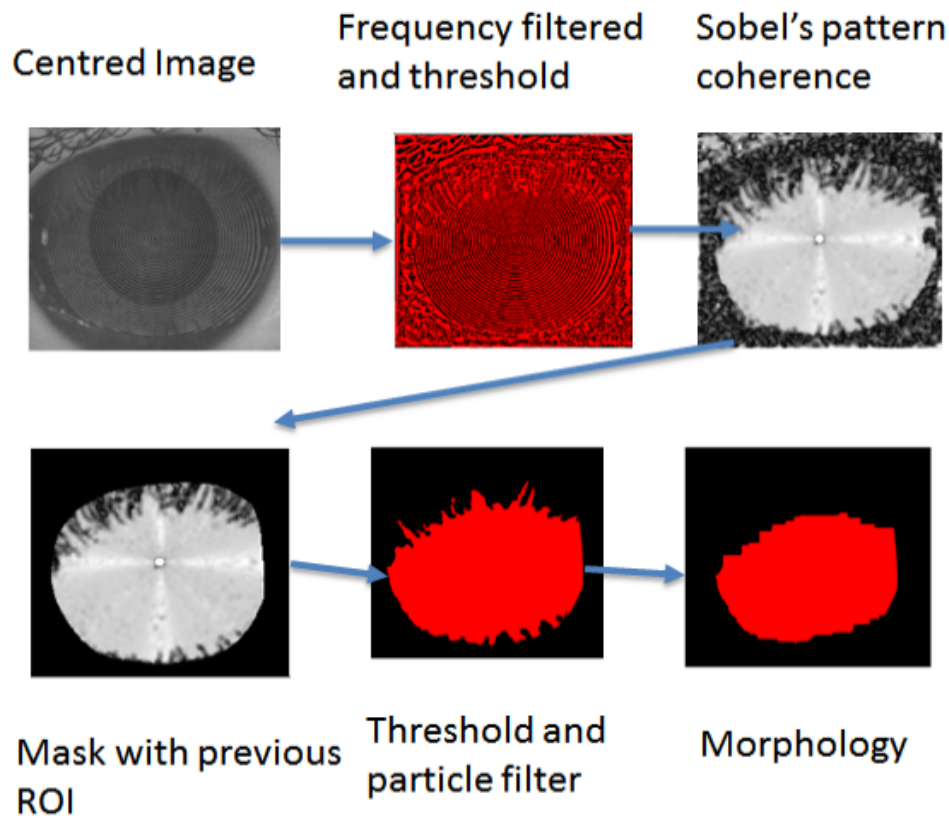 Centred Image
Frequency filtered
and threshold
Sobel's pattern
coherence
Mask with previous
ROI
Threshold and
particle filter
Morphology